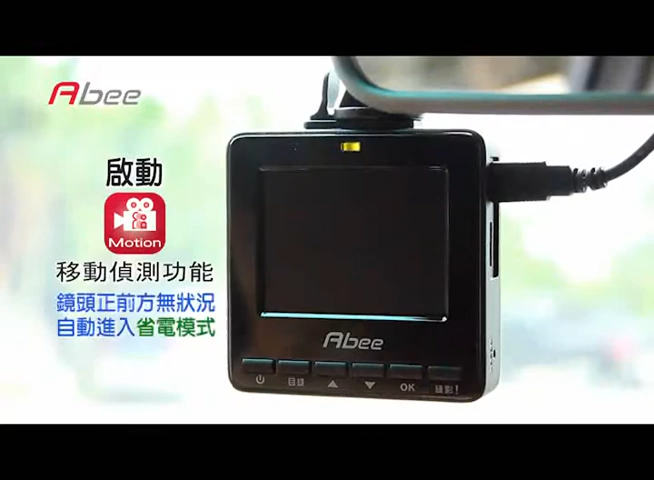 Abee
啟動
Motion
移動偵測功能
鏡頭正前方無狀況
自動進入省電模式
Abee
目錄
OK
錄影!